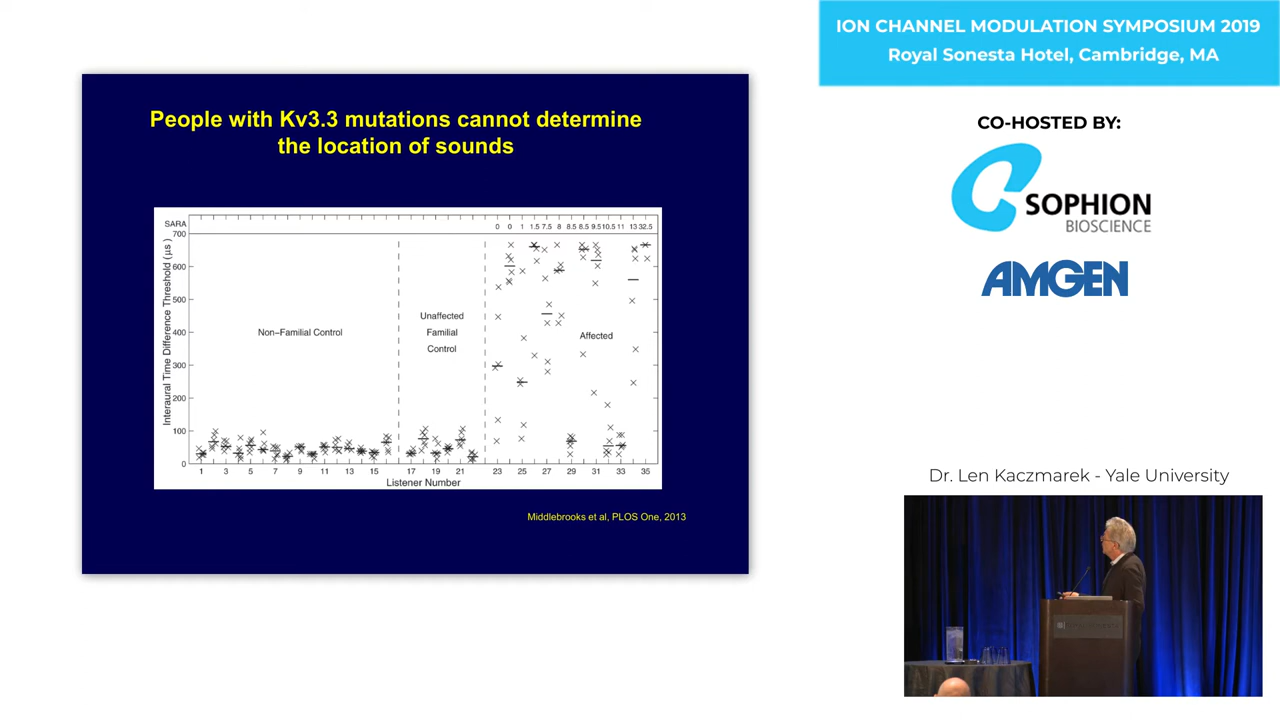 ION CHANNEL MODULATION SYMPOSIUM 2019
Royal Sonesta Hotel, Cambridge, MA
CO-HOSTED BY:
SOPHION
BIOSCIENCE
AMGEN
People with Kv3.3 mutations cannot determine
the location of sounds
SARA
0 0 1 1.5 7.5 8 8.5 8.5 9.5 10.5 11 13 32.5
700
600
500
400
300
200
100
0
Interaural Time Difference Threshold (µs)
Non-Familial Control
Unaffected
Familial
Control
Affected
1 3 5 7 9 11 13 15 17 19 21 23 25 27 29 31 33 35
Listener Number
Middlebrooks et al, PLOS One, 2013
Dr. Len Kaczmarek - Yale University